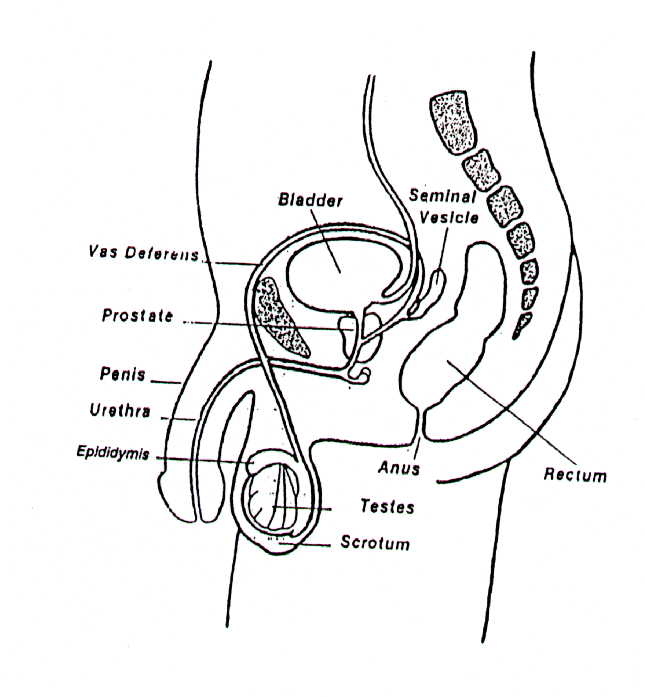 Bladder
Seminal
Vesicle
Vas Deferens
Prostate
Penis
Urethra
Epididymis
Anus
Rectum
Testes
Scrotum